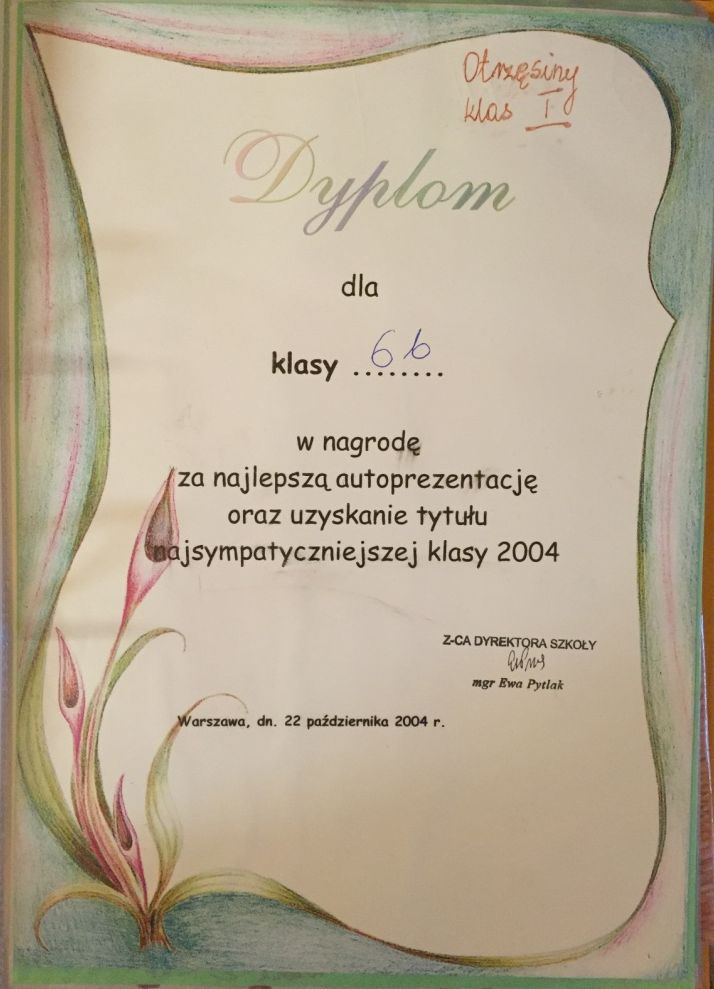 Otrzęsiny
klas I
Dyplom
dla
klasy 6b
w nagrodę
za najlepszą autoprezentację
oraz uzyskanie tytułu
najsympatyczniejszej klasy 2004
Z-CA DYREKTORA SZKOŁY
mgr Ewa Pytlak
Warszawa, dn. 22 października 2004 r.